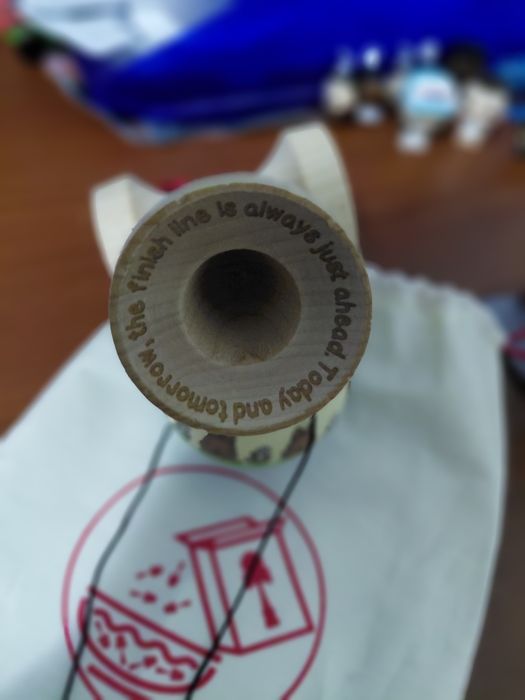 Today and tomorrow, the finish line is always just ahead.